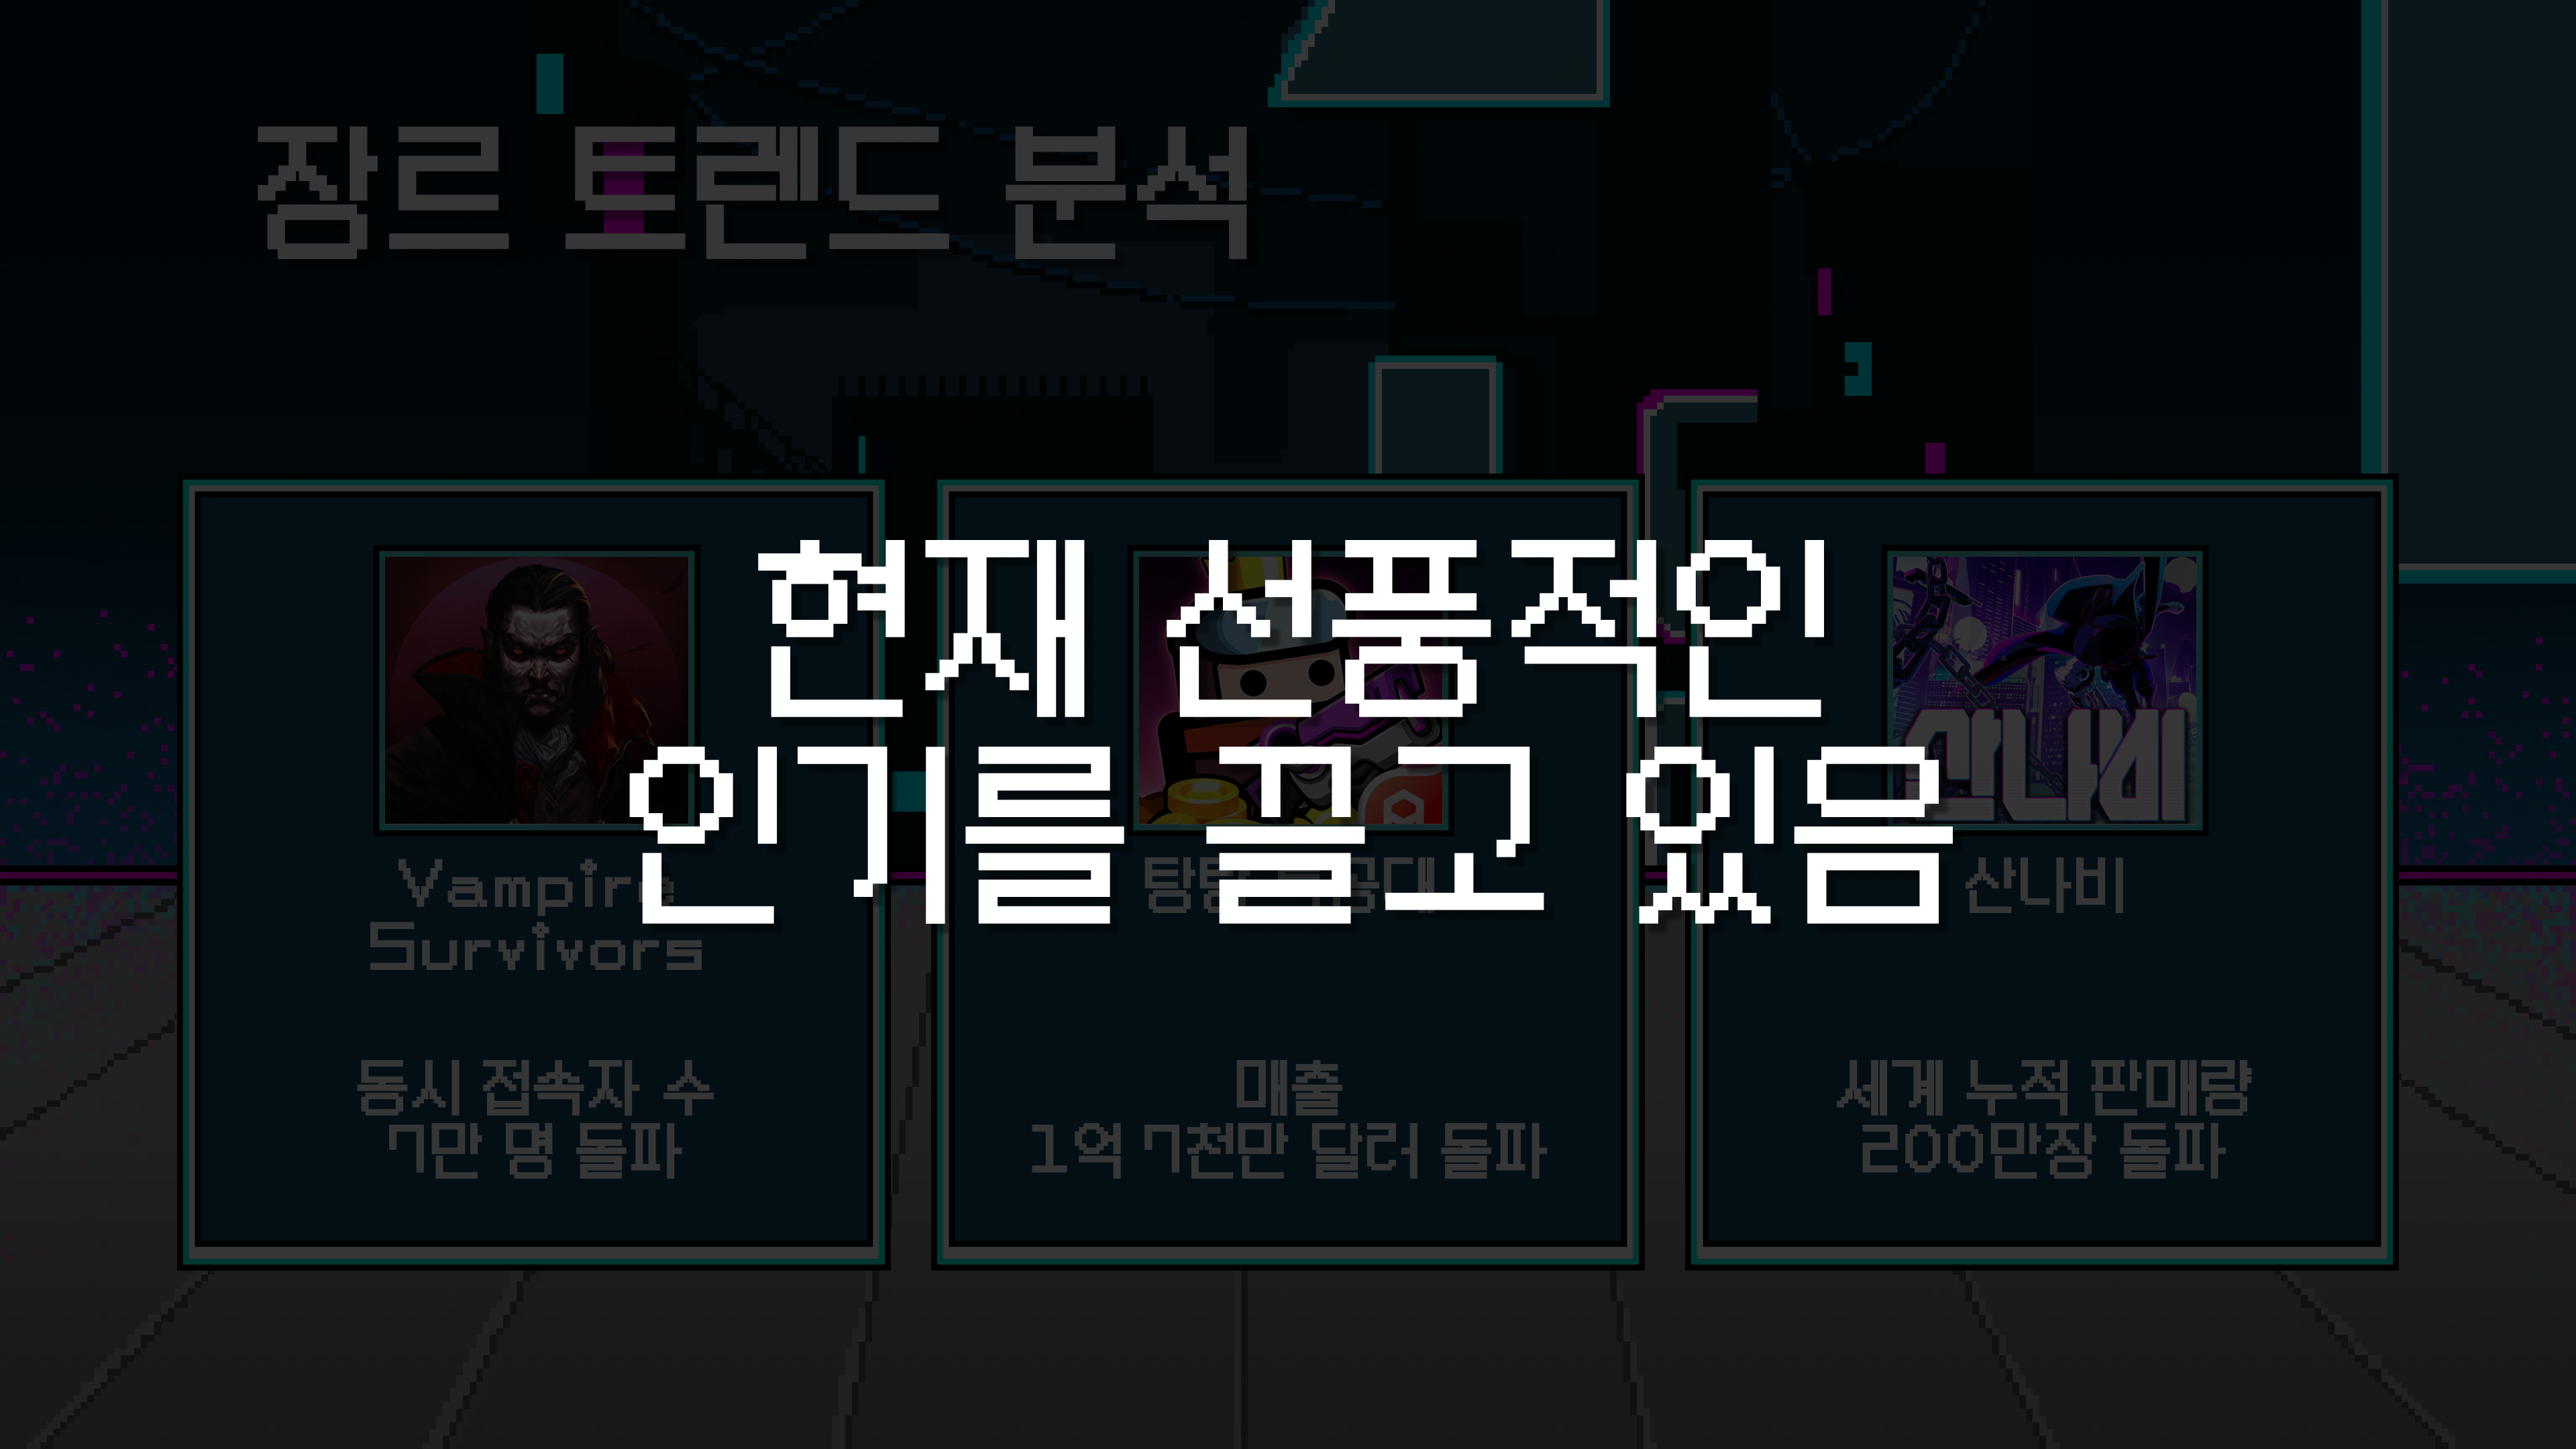 장르 트렌드 분석
현재 선풍적인
인기를 끌고 있음
산나비
Vampire
Survivors
동시 접속자 수
7만 명 돌파
매출
1억 7천만 달러 돌파
산나비
세계 누적 판매량
200만장 돌파